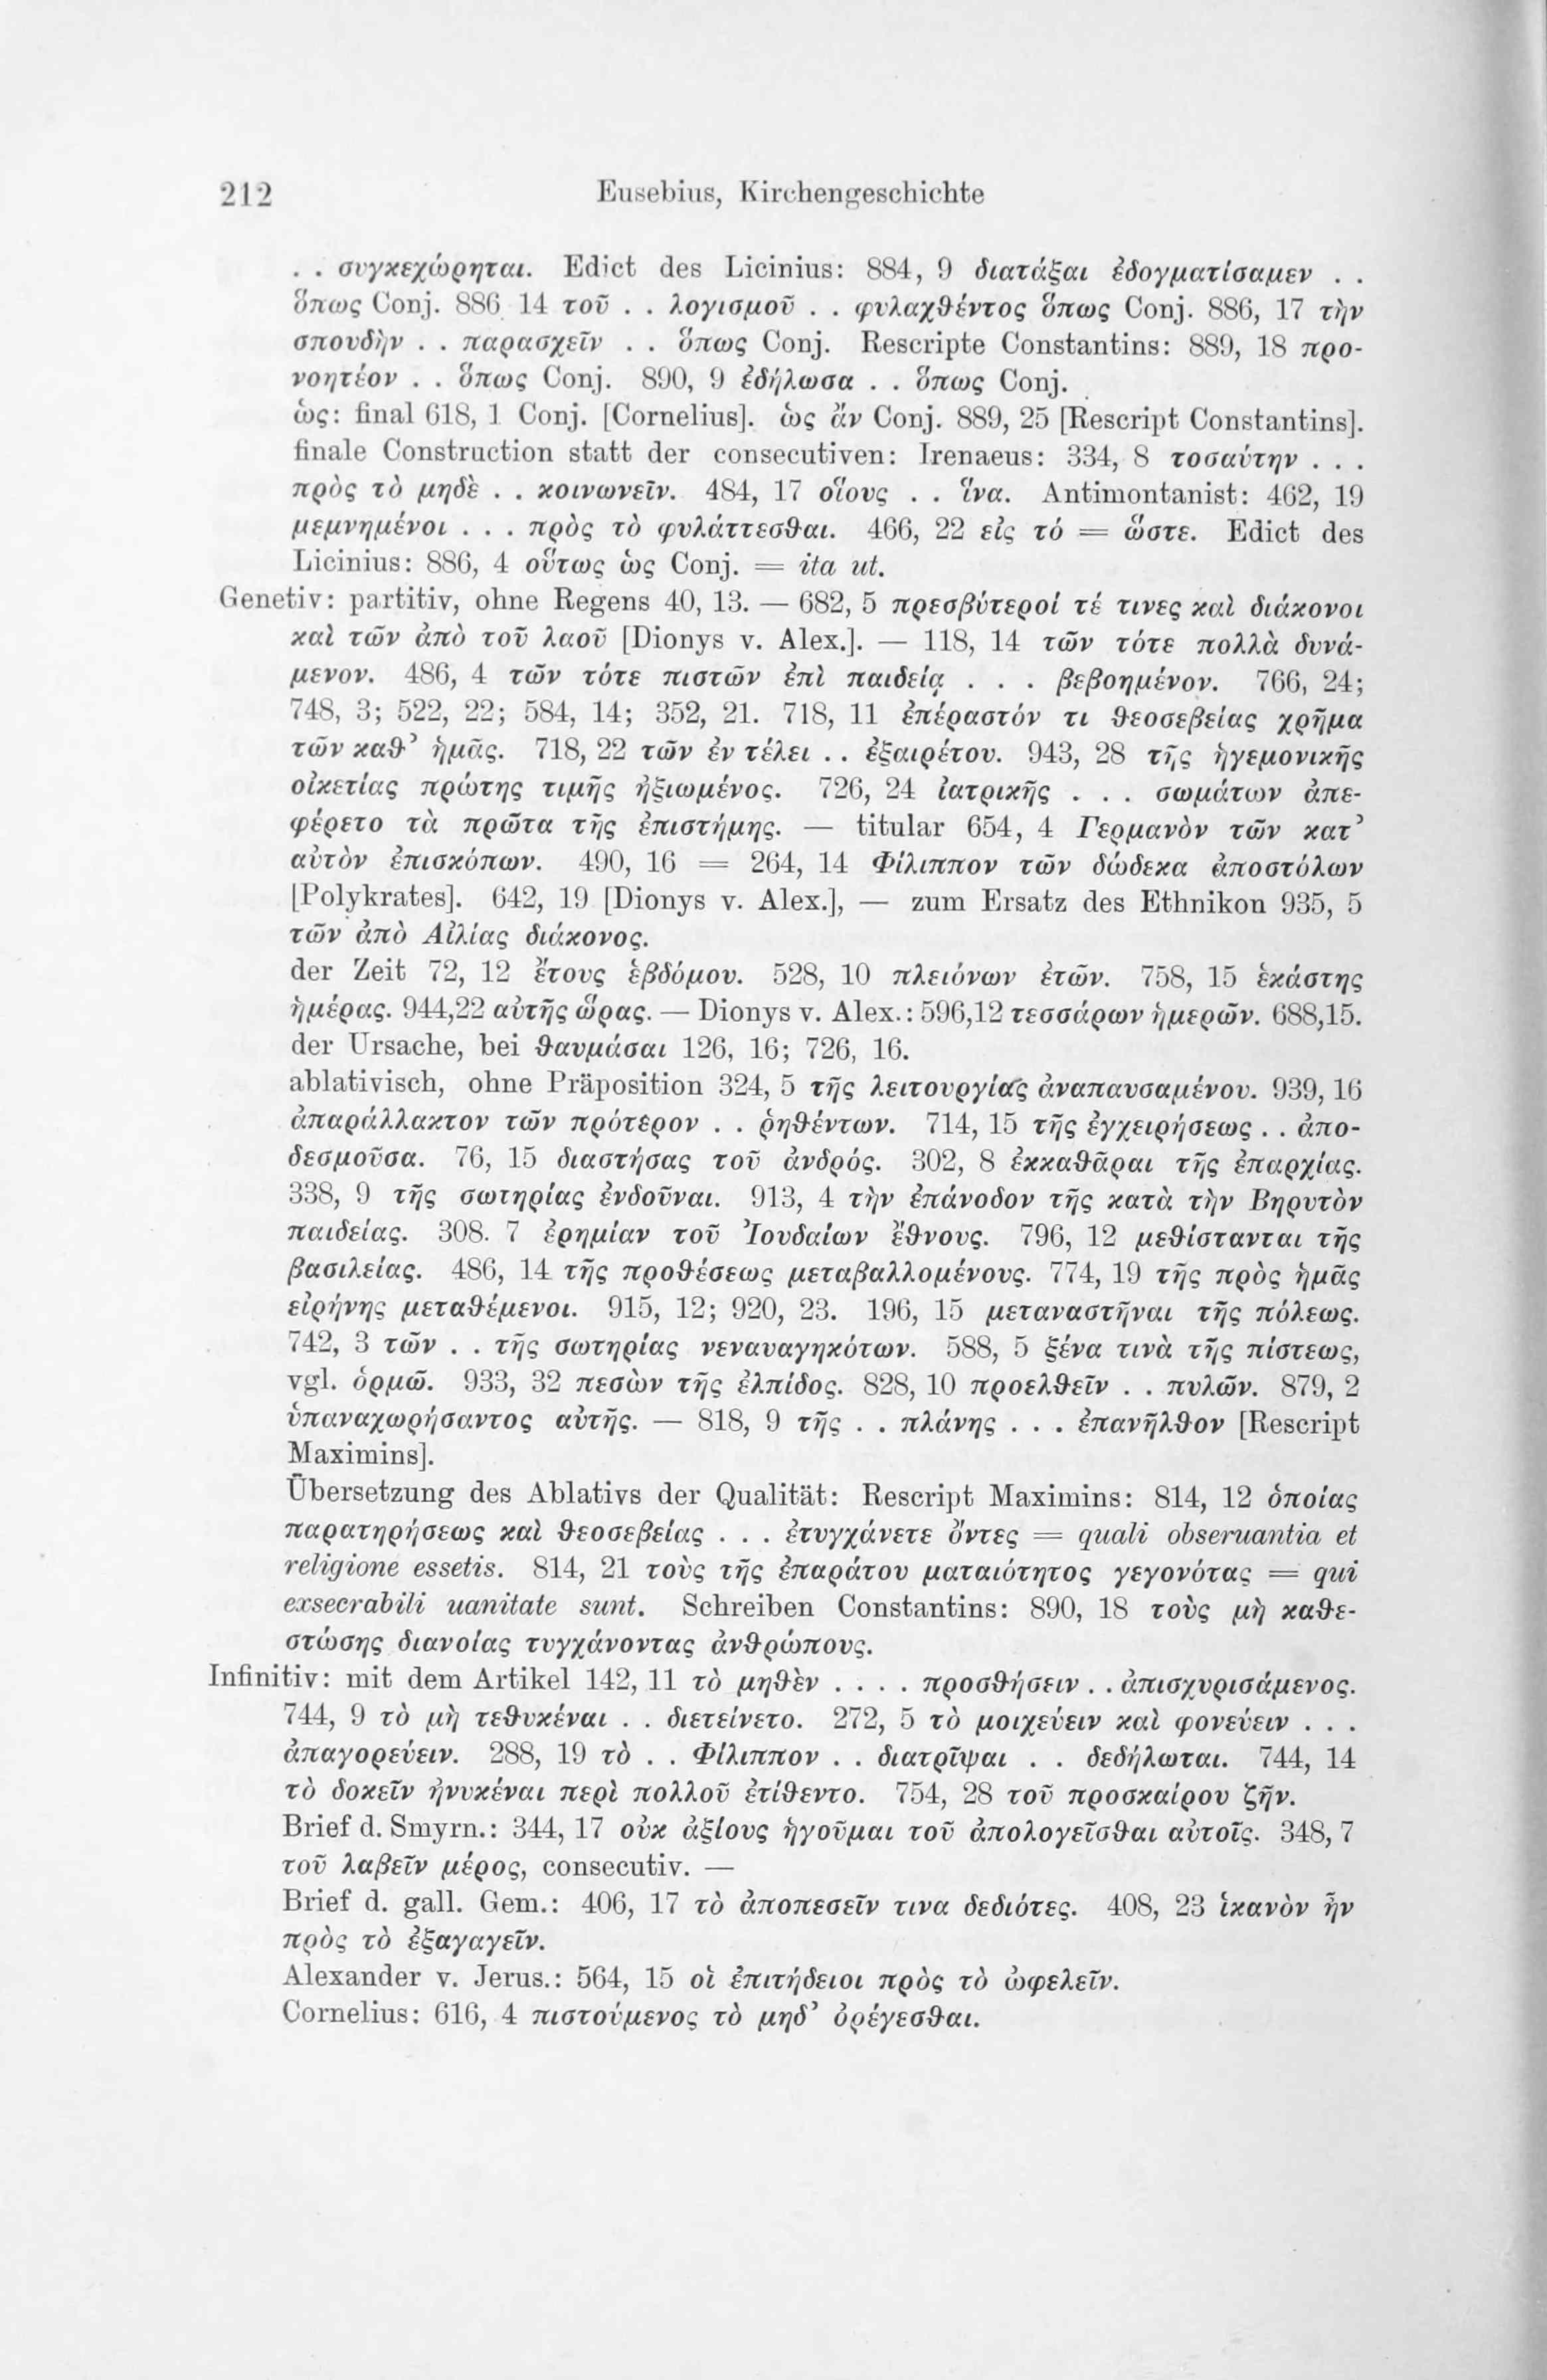 212 Eusebius, Kirchengeschichte
. . συγκεχώρηται. Edict des Licinius: 884, 9 διατάξαι ἐδογματίσαμεν . .
ὅπως Conj. 886, 14 τοῦ . . λογισμοῦ . . φυλαχθέντος ὅπως Conj. 886, 17 τὴν
σπουδὴν . . παρασχεῖν . . ὅπως Conj. Rescripte Constantins: 889, 18 προ-
νοητέον . . ὅπως Conj. 890, 9 ἐδήλωσα . . ὅπως Conj.
ὡς: final 618, 1 Conj. [Cornelius]. ὡς ἄν Conj. 889, 25 [Rescript Constantins].
finale Construction statt der consecutiven: Irenaeus: 334, 8 τοσαύτην . . .
πρὸς τὸ μηδὲ . . κοινωνεῖν. 484, 17 οἵους . . ἵνα. Antimontanist: 462, 19
μεμνημένοι . . . πρὸς τὸ φυλάττεσθαι. 466, 22 εἰς τό = ὥστε. Edict des
Licinius: 886, 4 οὕτως ὡς Conj. = ita ut.
Genetiv: partitiv, ohne Regens 40, 13. — 682, 5 πρεσβύτεροί τέ τινες καὶ διάκονοι
καὶ τῶν ἀπὸ τοῦ λαοῦ [Dionys v. Alex.]. — 118, 14 τῶν τότε πολλὰ δυνά-
μενον. 486, 4 τῶν τότε πιστῶν ἐπὶ παιδείᾳ . . . βεβοημένον. 766, 24;
748, 3; 522, 22; 584, 14; 352, 21. 718, 11 ἐπέραστόν τι θεοσεβείας χρῆμα
τῶν καθ’ ἡμᾶς. 718, 22 τῶν ἐν τέλει . . ἐξαιρέτου. 943, 28 τῆς ἡγεμονικῆς
οἰκετίας πρώτης τιμῆς ἠξιωμένος. 726, 24 ἰατρικῆς . . . σωμάτων ἀπε-
φέρετο τὰ πρῶτα τῆς ἐπιστήμης. — titular 654, 4 Γερμανὸν τῶν κατ’
αὐτὸν ἐπισκόπων. 490, 16 = 264, 14 Φίλιππον τῶν δώδεκα ἀποστόλων
[Polykrates]. 642, 19 [Dionys v. Alex.], — zum Ersatz des Ethnikon 935, 5
τῶν ἀπὸ Αἰλίας διάκονος.
der Zeit 72, 12 ἔτους ἑβδόμου. 528, 10 πλειόνων ἐτῶν. 758, 15 ἑκάστης
ἡμέρας. 944,22 αὐτῆς ὥρας. — Dionys v. Alex.: 596,12 τεσσάρων ἡμερῶν. 688,15.
der Ursache, bei θαυμάσαι 126, 16; 726, 16.
ablativisch, ohne Präposition 324, 5 τῆς λειτουργίας ἀναπαυσαμένου. 939, 16
ἀπαράλλακτον τῶν πρότερον . . ῥηθέντων. 714, 15 τῆς ἐγχειρήσεως . . ἀπο-
δεσμοῦσα. 76, 15 διαστήσας τοῦ ἀνδρός. 302, 8 ἐκκαθᾶραι τῆς ἐπαρχίας.
338, 9 τῆς σωτηρίας ἐνδοῦναι. 913, 4 τὴν ἐπάνοδον τῆς κατὰ τὴν Βηρυτὸν
παιδείας. 308. 7 ἐρημίαν τοῦ Ἰουδαίων ἔθνους. 796, 12 μεθίστανται τῆς
βασιλείας. 486, 14 τῆς προθέσεως μεταβαλλομένους. 774, 19 τῆς πρὸς ἡμᾶς
εἰρήνης μεταθέμενοι. 915, 12; 920, 23. 196, 15 μεταναστῆναι τῆς πόλεως.
742, 3 τῶν . . τῆς σωτηρίας νεναυαγηκότων. 588, 5 ξένα τινὰ τῆς πίστεως,
vgl. ὁρμῶ. 933, 32 πεσὼν τῆς ἐλπίδος. 828, 10 προελθεῖν . . πυλῶν. 879, 2
ὑπαναχωρήσαντος αὐτῆς. — 818, 9 τῆς . . πλάνης . . . ἐπανῆλθον [Rescript
Maximins].
Übersetzung des Ablativs der Qualität: Rescript Maximins: 814, 12 ὁποίας
παρατηρήσεως καὶ θεοσεβείας . . . ἐτυγχάνετε ὄντες = quali obseruantia et
religione essetis. 814, 21 τοὺς τῆς ἐπαράτου ματαιότητος γεγονότας = qui
exsecrabili uanitate sunt. Schreiben Constantins: 890, 18 τοὺς μὴ καθε-
στώσης διανοίας τυγχάνοντας ἀνθρώπους.
Infinitiv: mit dem Artikel 142, 11 τὸ μηθὲν . . . . προσθήσειν . . ἀπισχυρισάμενος.
744, 9 τὸ μὴ τεθυκέναι . . διετείνετο. 272, 5 τὸ μοιχεύειν καὶ φονεύειν . . .
ἀπαγορεύειν. 288, 19 τὸ . . Φίλιππον . . διατρῖψαι . . δεδήλωται. 744, 14
τὸ δοκεῖν ἠνυκέναι περὶ πολλοῦ ἐτίθεντο. 754, 28 τοῦ προσκαίρου ζῆν.
Brief d. Smyrn.: 344, 17 οὐκ ἀξίους ἡγοῦμαι τοῦ ἀπολογεῖσθαι αὐτοῖς. 348, 7
τοῦ λαβεῖν μέρος, consecutiv. —
Brief d. gall. Gem.: 406, 17 τὸ ἀποπεσεῖν τινα δεδιότες. 408, 23 ἱκανὸν ἦν
πρὸς τὸ ἐξαγαγεῖν.
Alexander v. Jerus.: 564, 15 οἱ ἐπιτήδειοι πρὸς τὸ ὠφελεῖν.
Cornelius: 616, 4 πιστούμενος τὸ μηδ’ ὀρέγεσθαι.